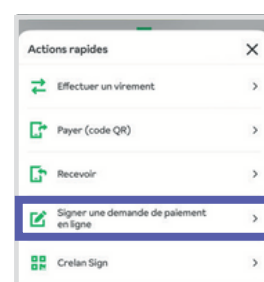 Actions rapides
Effectuer un virement
Payer (code QR)
Recevoir
Signer une demande de paiement
en ligne
Crelan Sign